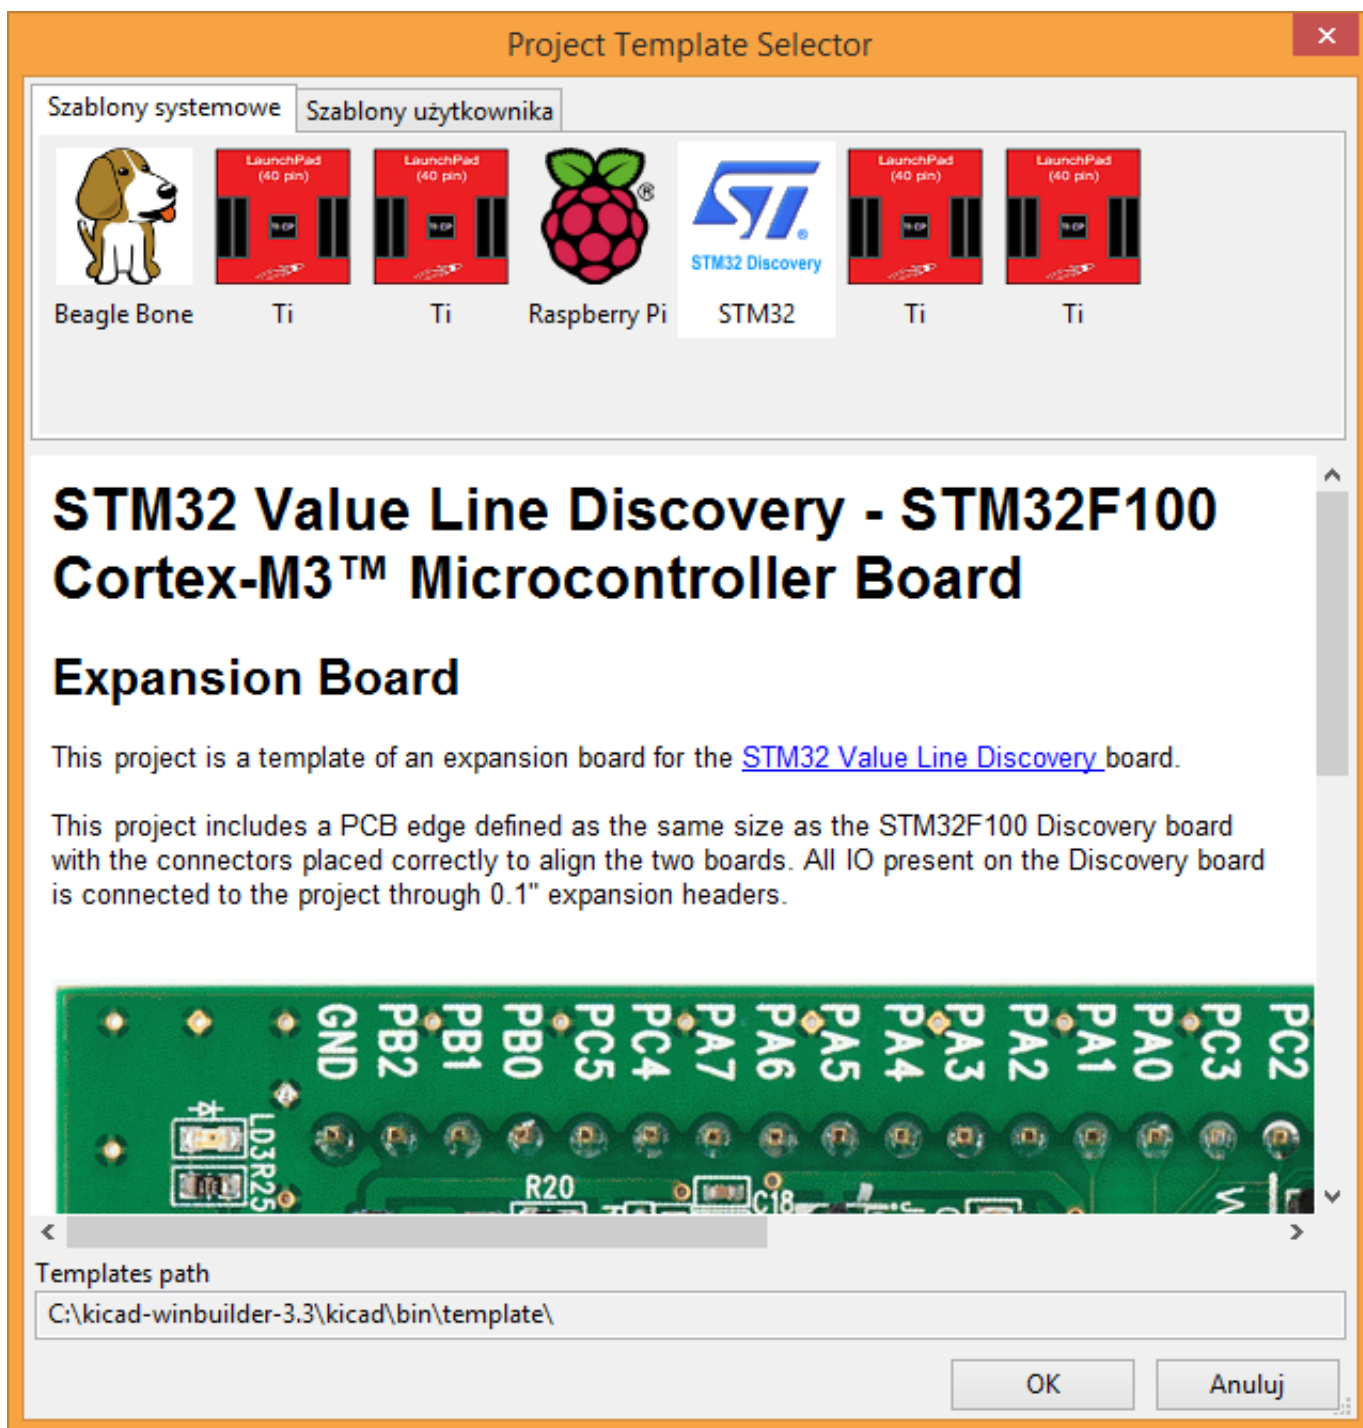 Project Template Selector
Szablony systemowe
Szablony użytkownika
LaunchPad
(40 pin)
LaunchPad
(40 pin)
®
ST
®
STM32 Discovery
LaunchPad
(40 pin)
LaunchPad
(40 pin)
Beagle Bone
Ti
Ti
Raspberry Pi
STM32
Ti
Ti
STM32 Value Line Discovery - STM32F100
Cortex-M3™ Microcontroller Board
Expansion Board
This project is a template of an expansion board for the STM32 Value Line Discovery board.
This project includes a PCB edge defined as the same size as the STM32F100 Discovery board
with the connectors placed correctly to align the two boards. All IO present on the Discovery board
is connected to the project through 0.1" expansion headers.
GND PB2 PB1 PB0 PC5 PC4 PA7 PA6 PA5 PA4 PA3 PA2 PA1 PA0 PC3 PC2
LD3 R25
R20
C18
Templates path
C:\kicad-winbuilder-3.3\kicad\bin\template\
OK
Anuluj